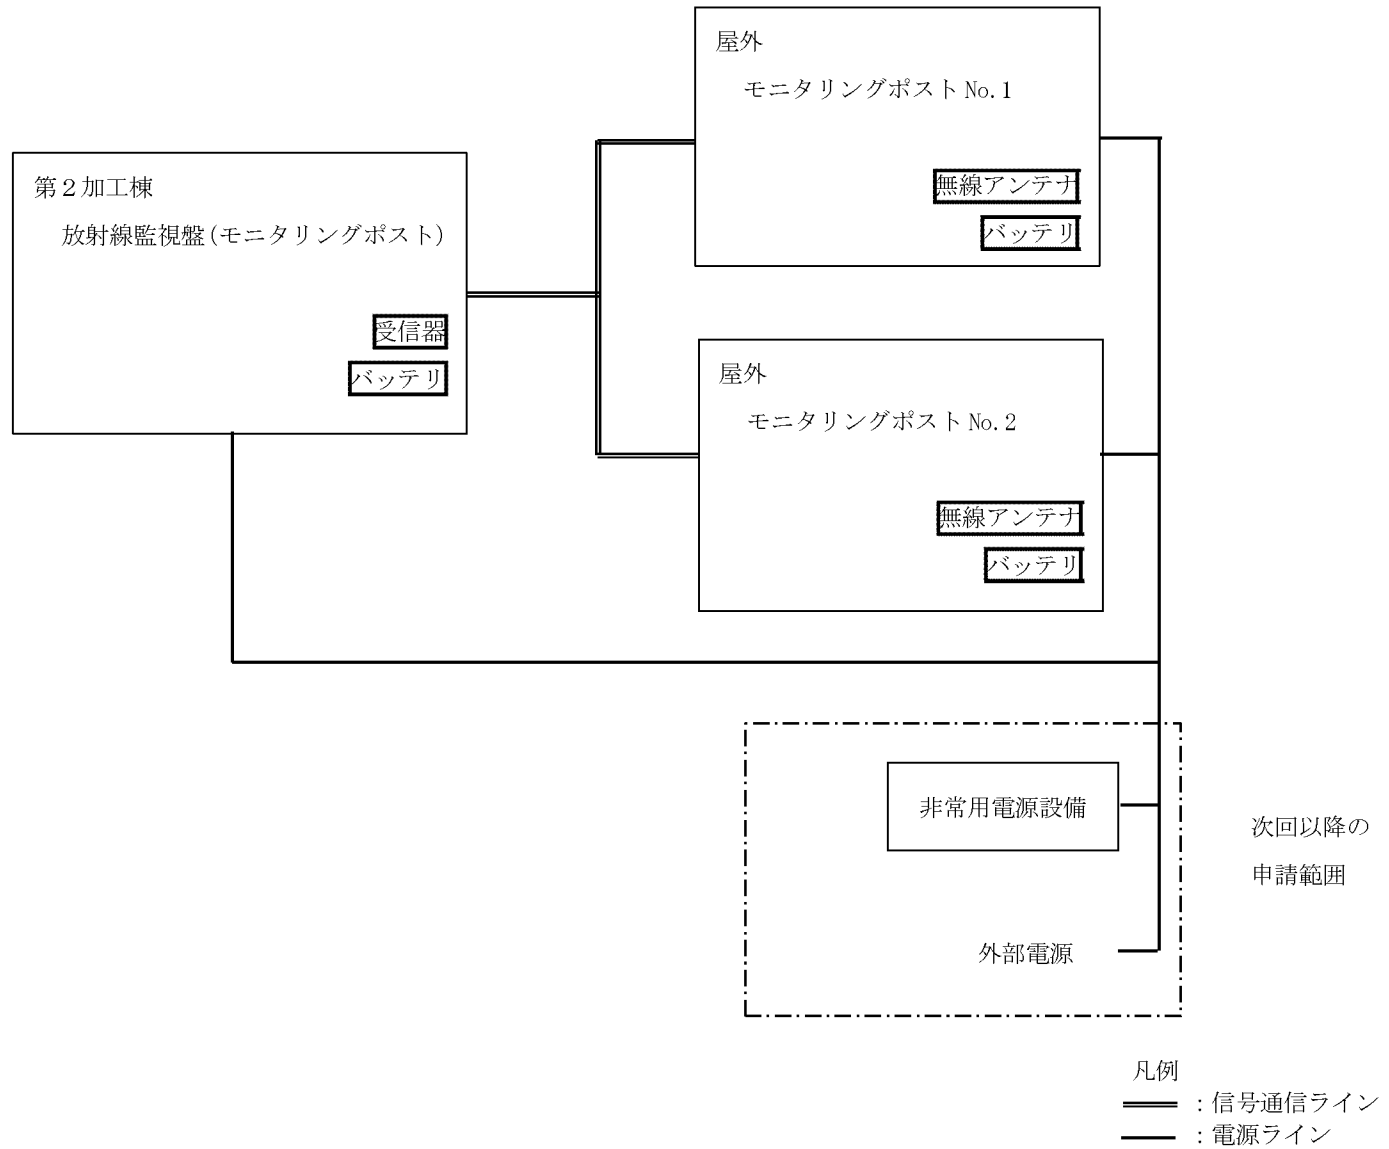 屋外
モニタリングポスト No.1
無線アンテナ
バッテリ
第２加工棟
放射線監視盤(モニタリングポスト)
受信器
バッテリ
屋外
モニタリングポスト No.2
無線アンテナ
バッテリ
非常用電源設備
外部電源
次回以降の
申請範囲
凡例
：信号通信ライン
：電源ライン